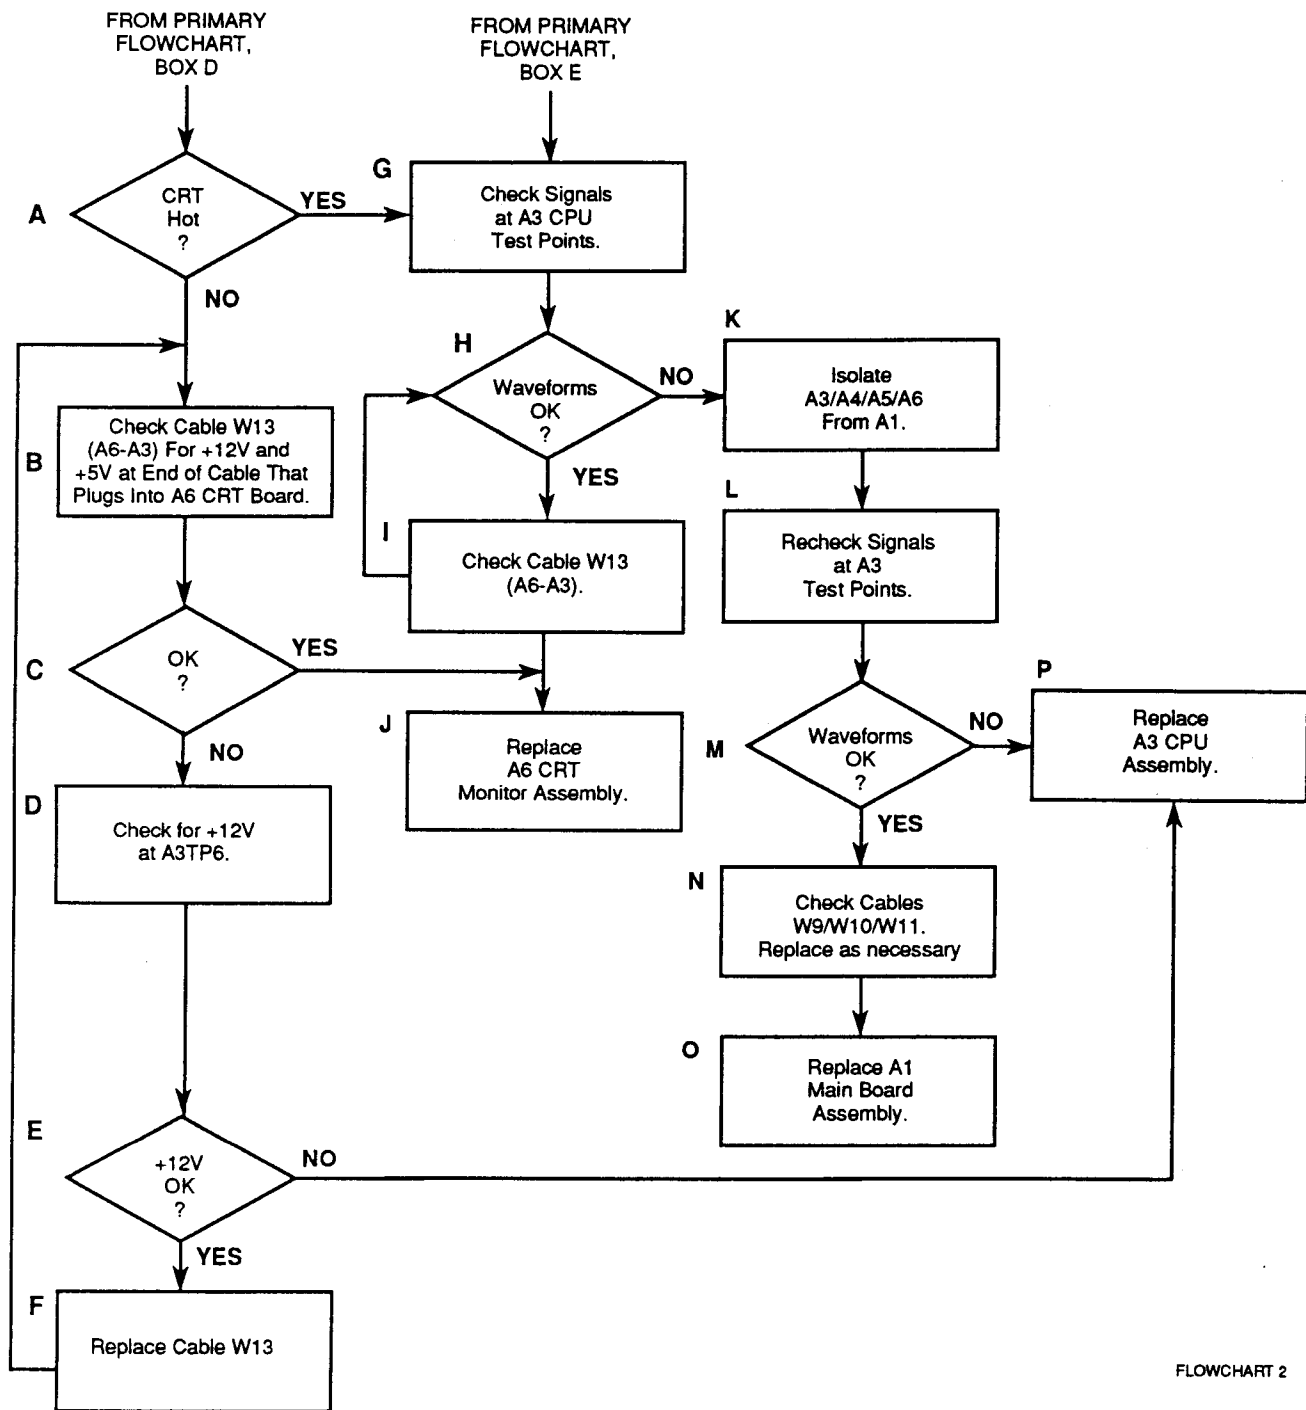 FROM PRIMARY
FLOWCHART,
BOX D
FROM PRIMARY
FLOWCHART,
BOX E
A
CRT
Hot
?
YES
NO
G
Check Signals
at A3 CPU
Test Points.
B
Check Cable W13
(A6-A3) For +12V and
+5V at End of Cable That
Plugs Into A6 CRT Board.
H
Waveforms
OK
?
NO
YES
K
Isolate
A3/A4/A5/A6
From A1.
I
Check Cable W13
(A6-A3).
L
Recheck Signals
at A3
Test Points.
C
OK
?
YES
NO
J
Replace
A6 CRT
Monitor Assembly.
M
Waveforms
OK
?
NO
YES
P
Replace
A3 CPU
Assembly.
D
Check for +12V
at A3TP6.
N
Check Cables
W9/W10/W11.
Replace as necessary
O
Replace A1
Main Board
Assembly.
E
+12V
OK
?
NO
YES
F
Replace Cable W13
FLOWCHART 2